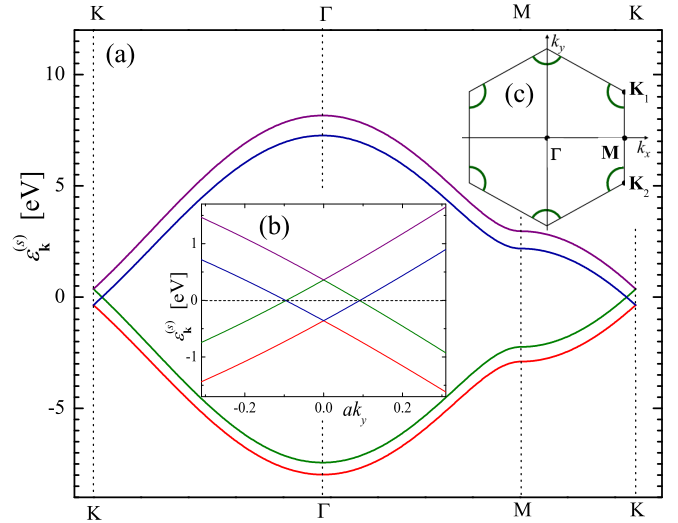 K Γ M K
(a)
(c)
k_y
K_1
Γ M k_x
K_2
ε_k^(s) [eV]
10
5
0
-5
(b)
ε_k^(s) [eV]
1
0
-1
-0.2 0.0 0.2
ak_y
K Γ M K